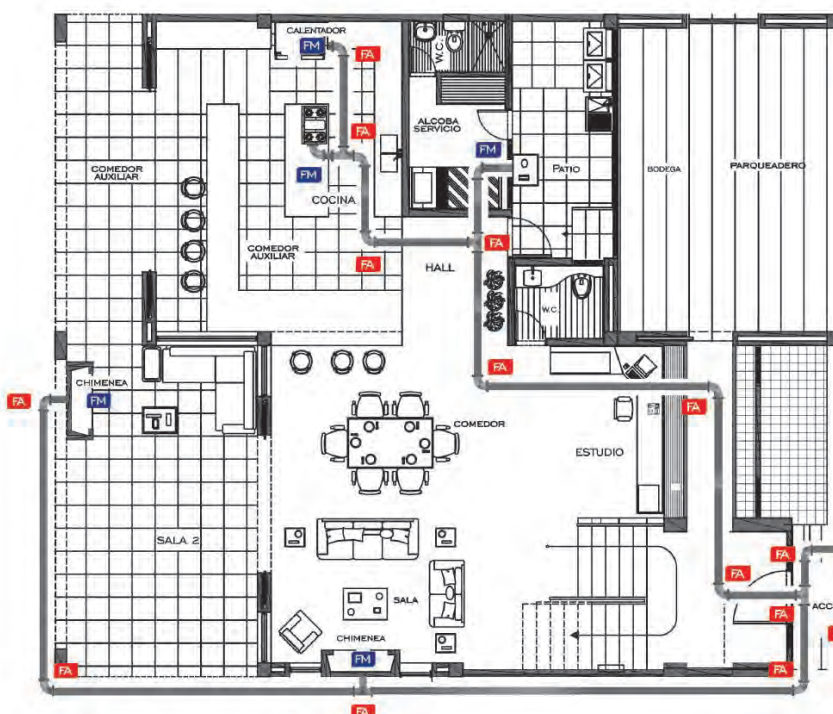 CALENTADOR
FM
FA
W.C.
ALCOBA
SERVICIO
FA
FM
FM
COCINA
PATIO
BODEGA
PARQUEADERO
COMEDOR
AUXILIAR
COMEDOR
AUXILIAR
FA
HALL
FA
W.C.
FA
CHIMENEA
FA
FM
FA
COMEDOR
ESTUDIO
SALA 2
FA
FA
SALA
FA
ACC
CHIMENEA
FM
FA
FA
FA